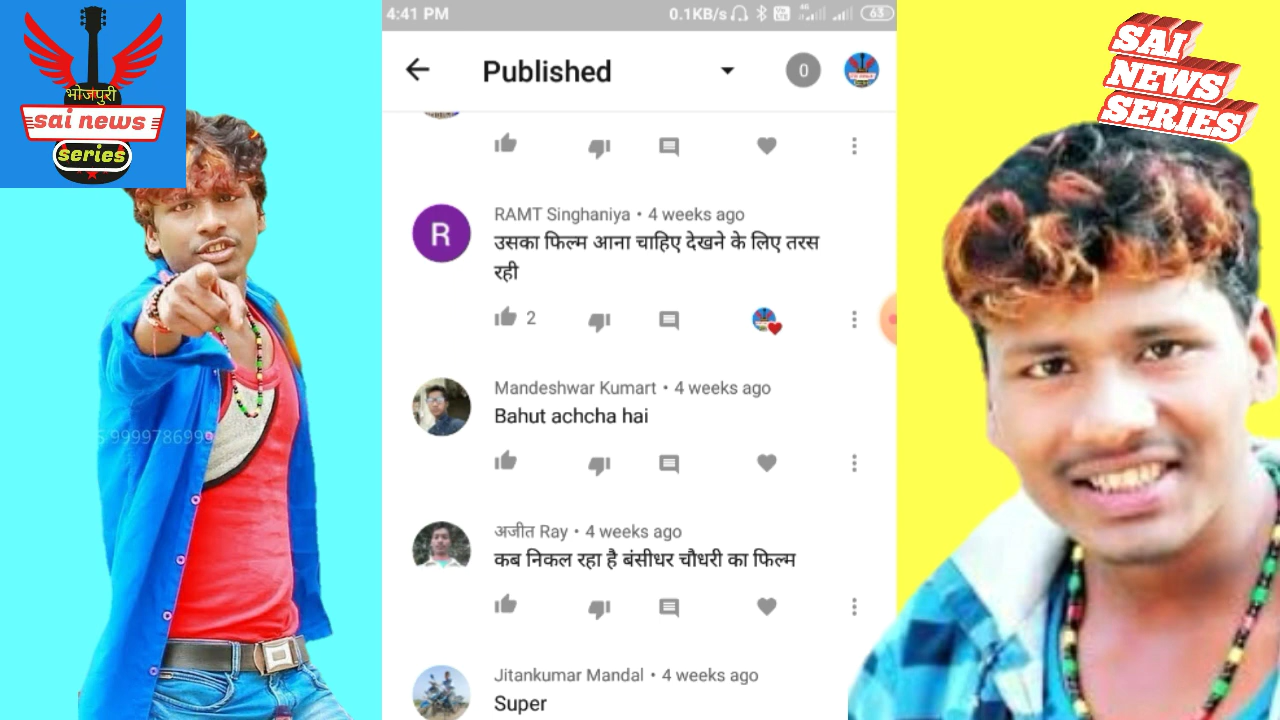 भोजपुरी
sai news
series
4:41 PM
0.1KB/s
4G
63
SAI
NEWS
SERIES
Published
0
RAMT Singhaniya • 4 weeks ago
R
उसका फिल्म आना चाहिए देखने के लिए तरस
रही
2
Mandeshwar Kumart • 4 weeks ago
Bahut achcha hai
9999786999
अजीत Ray • 4 weeks ago
कब निकल रहा है बंसीधर चौधरी का फिल्म
Jitankumar Mandal • 4 weeks ago
Super